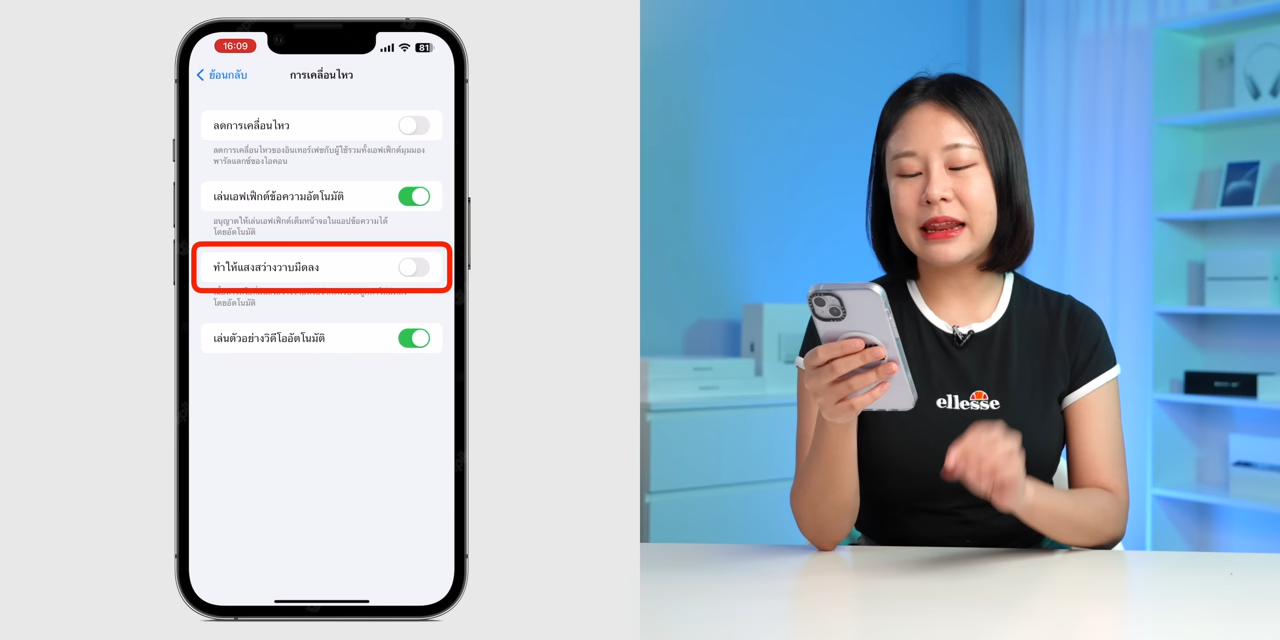 16:09
81
ย้อนกลับ
การเคลื่อนไหว
ลดการเคลื่อนไหว
ลดการเคลื่อนไหวของอินเทอร์เฟซกับผู้ใช้รวมทั้งเอฟเฟ็กต์มุมมอง
พารัลแลกซ์ของไอคอน
เล่นเอฟเฟ็กต์ข้อความอัตโนมัติ
อนุญาตให้เล่นเอฟเฟ็กต์เต็มหน้าจอในแอปข้อความได้
โดยอัตโนมัติ
ทำให้แสงสว่างวาบมืดลง
โดยอัตโนมัติ
เล่นตัวอย่างวิดีโออัตโนมัติ
ellesse